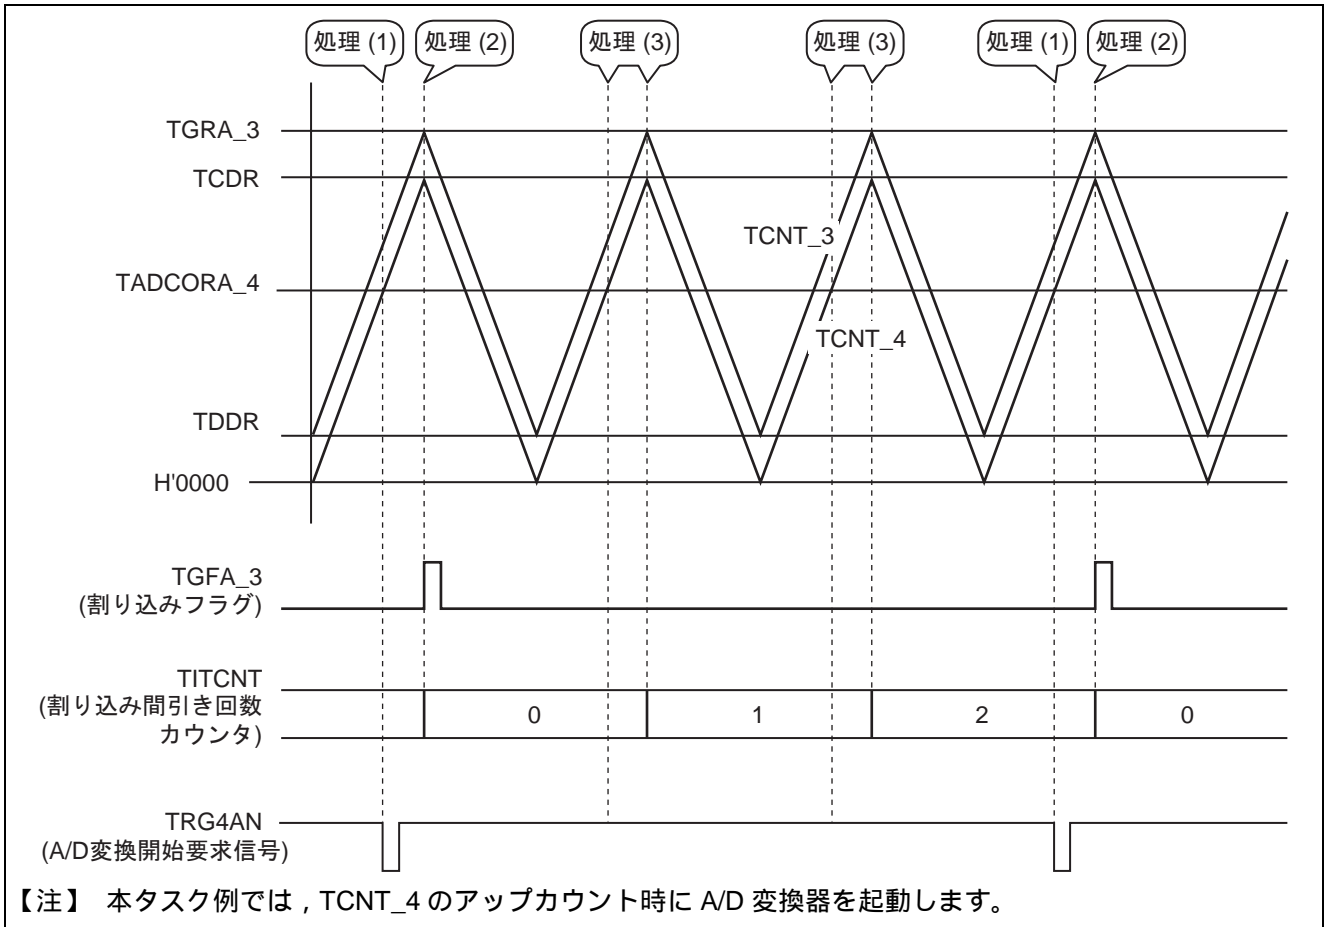 処理 (1)
処理 (2)
処理 (3)
処理 (3)
処理 (1)
処理 (2)
TGRA_3
TCDR
TCNT_3
TADCORA_4
TCNT_4
TDDR
H'0000
TGFA_3
(割り込みフラグ)
TITCNT
(割り込み間引き回数
カウンタ)
0
1
2
0
TRG4AN
(A/D変換開始要求信号)
【注】 本タスク例では , TCNT_4 のアップカウント時に A/D 変換器を起動します。